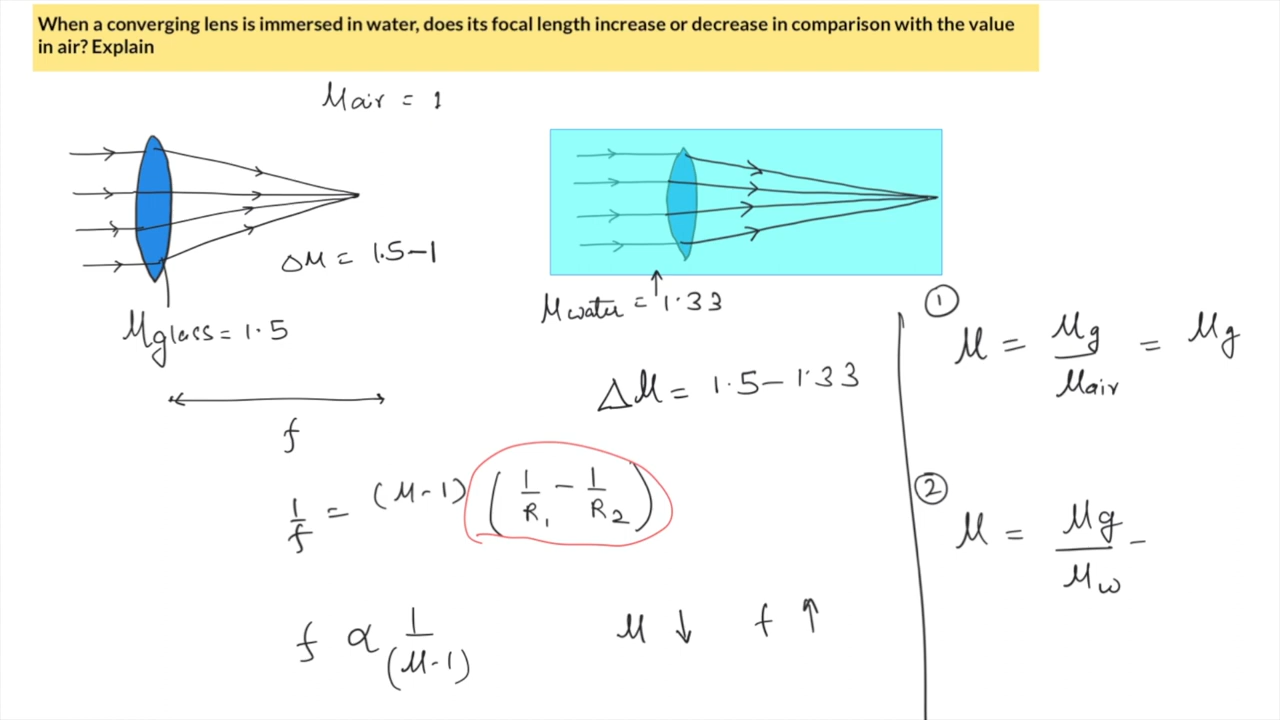 When a converging lens is immersed in water, does its focal length increase or decrease in comparison with the value
in air? Explain
μair = 1
Δμ = 1.5-1
μglass = 1.5
μwater = 1.33
Δμ = 1.5-1.33
f
1/f = (μ-1) (1/R₁ - 1/R₂)
f ∝ 1/(μ-1)
μ ↓ f ↑
①
μ = μg/μair = μg
②
μ = μg/μw -